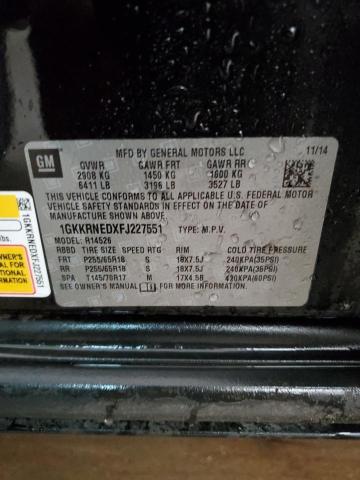 GM
MFD BY GENERAL MOTORS LLC 11/14
GVWR GAWR FRT GAWR RR
2908 KG 1450 KG 1600 KG
6411 LB 3196 LB 3527 LB
THIS VEHICLE CONFORMS TO ALL APPLICABLE U.S. FEDERAL MOTOR
VEHICLE SAFETY STANDARDS IN EFFECT ON THE DATE OF
MANUFACTURE SHOWN ABOVE.
1GKKRNEDXFJ227551 TYPE: M.P.V.
MODEL: R14526
RBBD TIRE SIZE SPEED RTG RIM COLD TIRE PRESSURE
FRT P255/65R18 S 18X7.5J 240KPA(35PSI)
RR P255/65R18 S 18X7.5J 240KPA(35PSI)
SPA T145/70R17 M 17X4.5B 420KPA(60PSI)
SEE OWNER'S MANUAL FOR MORE INFORMATION.
1GKKRNEDXFJ227551
lbs.
OWNER'S